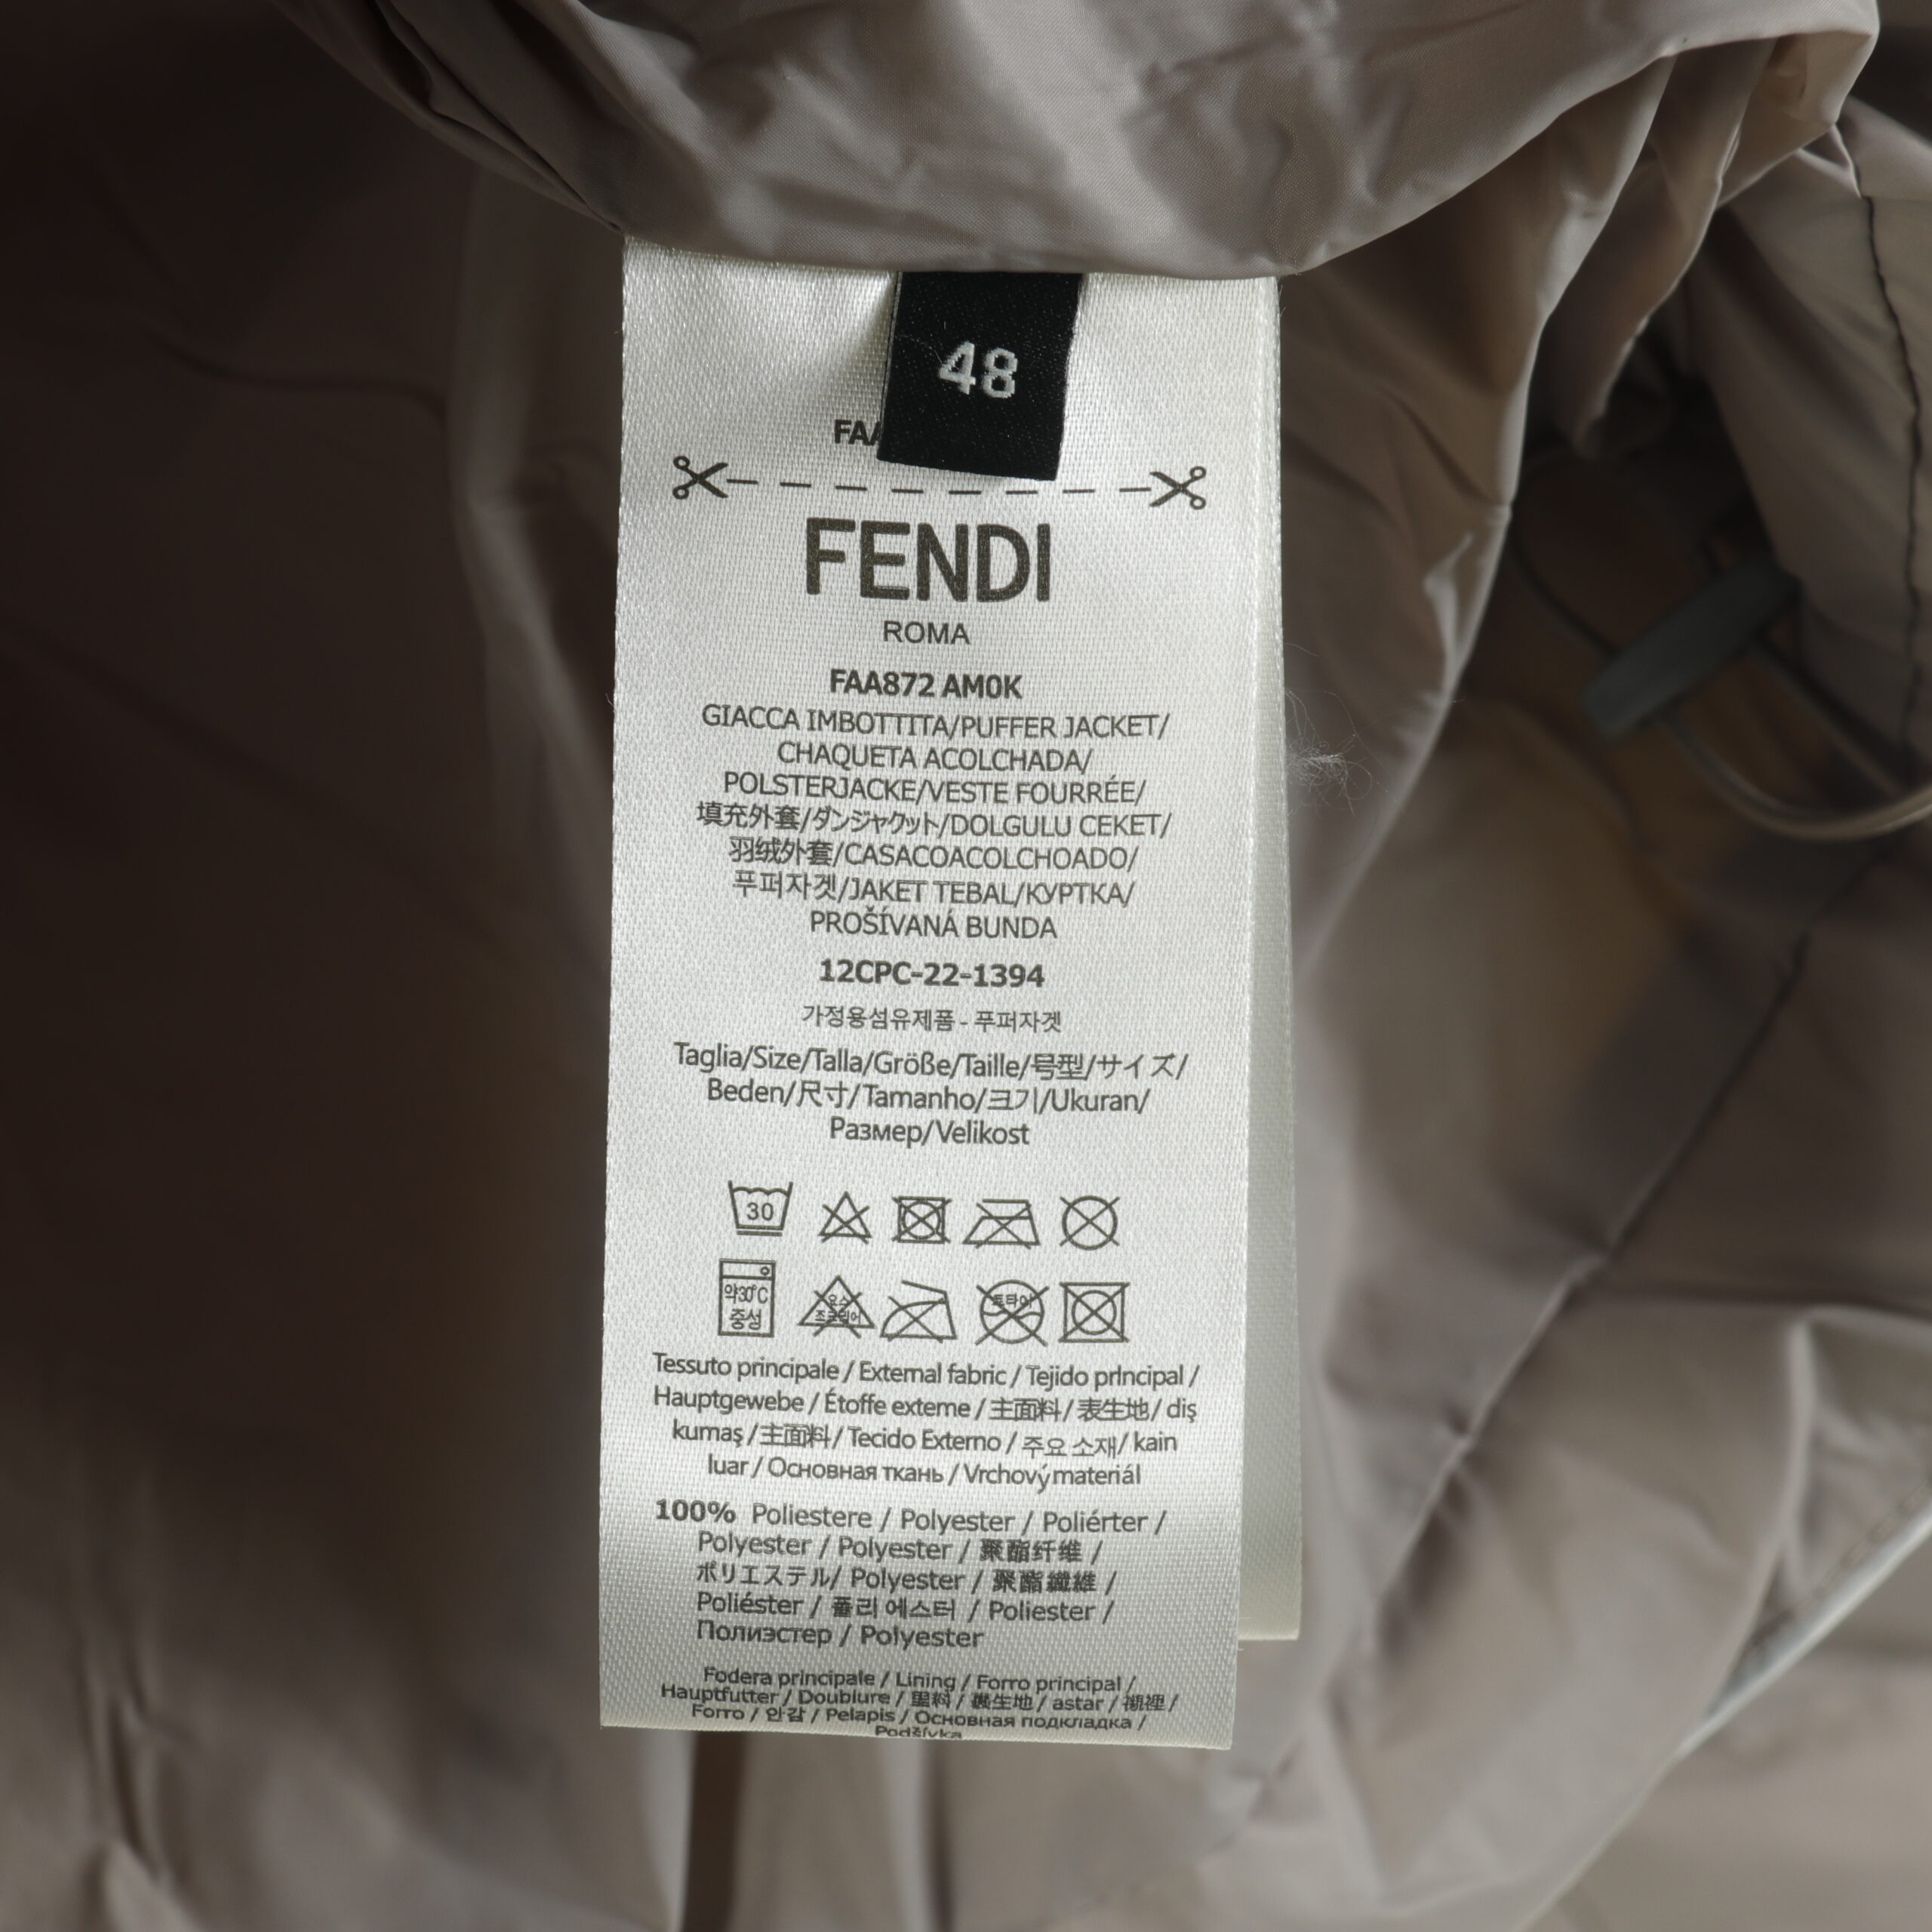 48
FAA
FENDI
ROMA
FAA872 AM0K
GIACCA IMBOTTITA/PUFFER JACKET/
CHAQUETA ACOLCHADA/
POLSTERJACKE/VESTE FOURRÉE/
填充外套/ダンジャクット/DOLGULU CEKET/
羽绒外套/CASACOACOLCHOADO/
푸퍼자겟/JAKET TEBAL/КУРТКА/
PROŠÍVANÁ BUNDA
12CPC-22-1394
가정용섬유제폼 - 푸퍼자겟
Taglia/Size/Talla/Größe/Taille/号型/サイズ/
Beden/尺寸/Tamanho/크기/Ukuran/
Размер/Velikost
30
약30°C
중성
Tessuto principale / External fabric / Tejido prlncipal /
Hauptgewebe / Étoffe externe / 主面料 / 表生地 / diş
kumaş / 主面料 / Tecido Externo / 주요 소재 / kain
luar / Основная ткань / Vrchový materiál
100% Poliestere / Polyester / Poliérter /
Polyester / Polyester / 聚酯纤维 /
ポリエステル/ Polyester / 聚酯纖維 /
Poliéster / 폴리 에스터 / Poliester /
Полиэстер / Polyester
Fodera principale / Lining / Forro principal /
Hauptfutter / Doublure / 里料 / 裏生地 / astar / 襯裡 /
Forro / 안감 / Pelapis / Основная подкладка /
Podšívka